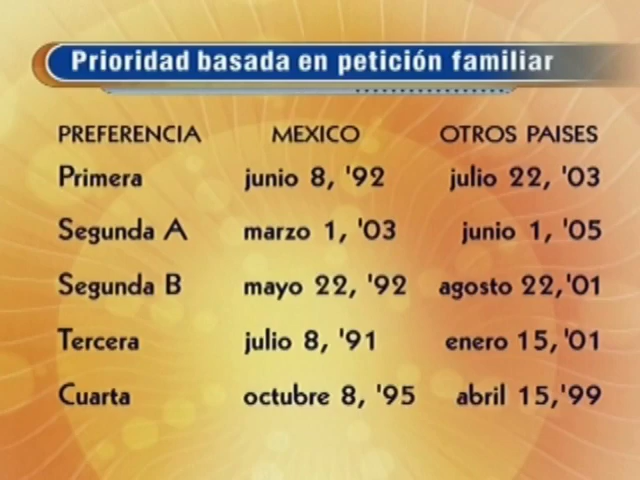 Prioridad basada en petición familiar
PREFERENCIA MEXICO OTROS PAISES
Primera junio 8, '92 julio 22, '03
Segunda A marzo 1, '03 junio 1, '05
Segunda B mayo 22, '92 agosto 22,'01
Tercera julio 8, '91 enero 15,'01
Cuarta octubre 8, '95 abril 15,'99